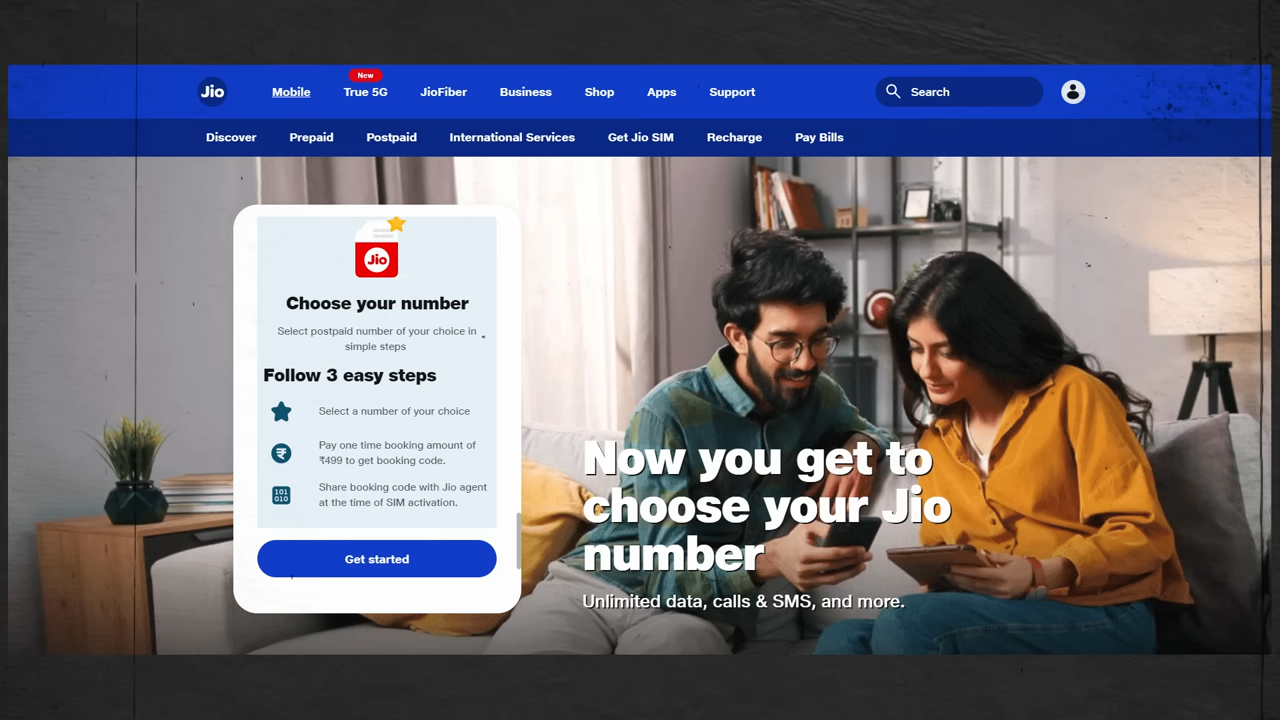 New
Jio Mobile True 5G JioFiber Business Shop Apps Support Search
Discover Prepaid Postpaid International Services Get Jio SIM Recharge Pay Bills
Jio
Choose your number
Select postpaid number of your choice in
simple steps
Follow 3 easy steps
Select a number of your choice
Pay one time booking amount of
₹499 to get booking code.
101
010
Share booking code with Jio agent
at the time of SIM activation.
Get started
Now you get to
choose your Jio
number
Unlimited data, calls & SMS, and more.